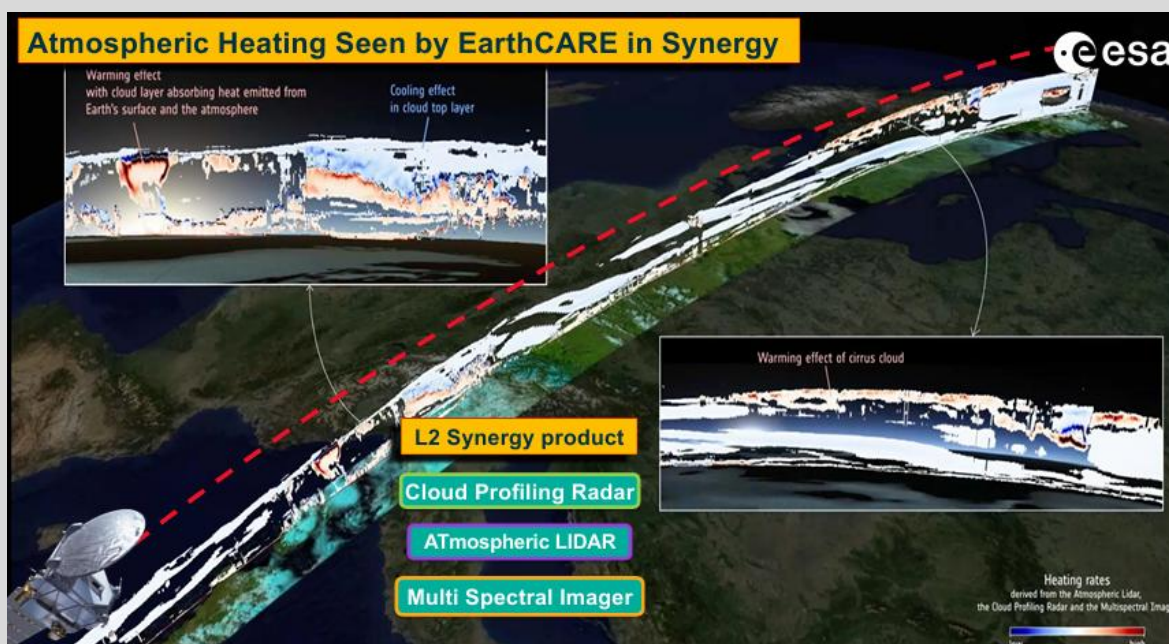 Atmospheric Heating Seen by EarthCARE in Synergy
esa
Warming effect
with cloud layer absorbing heat emitted from
Earth's surface and the atmosphere
Cooling effect
in cloud top layer
Warming effect of cirrus cloud
L2 Synergy product
Cloud Profiling Radar
ATmospheric LIDAR
Multi Spectral Imager
Heating rates
derived from the Atmospheric Lidar,
the Cloud Profiling Radar and the Multispectral Imag